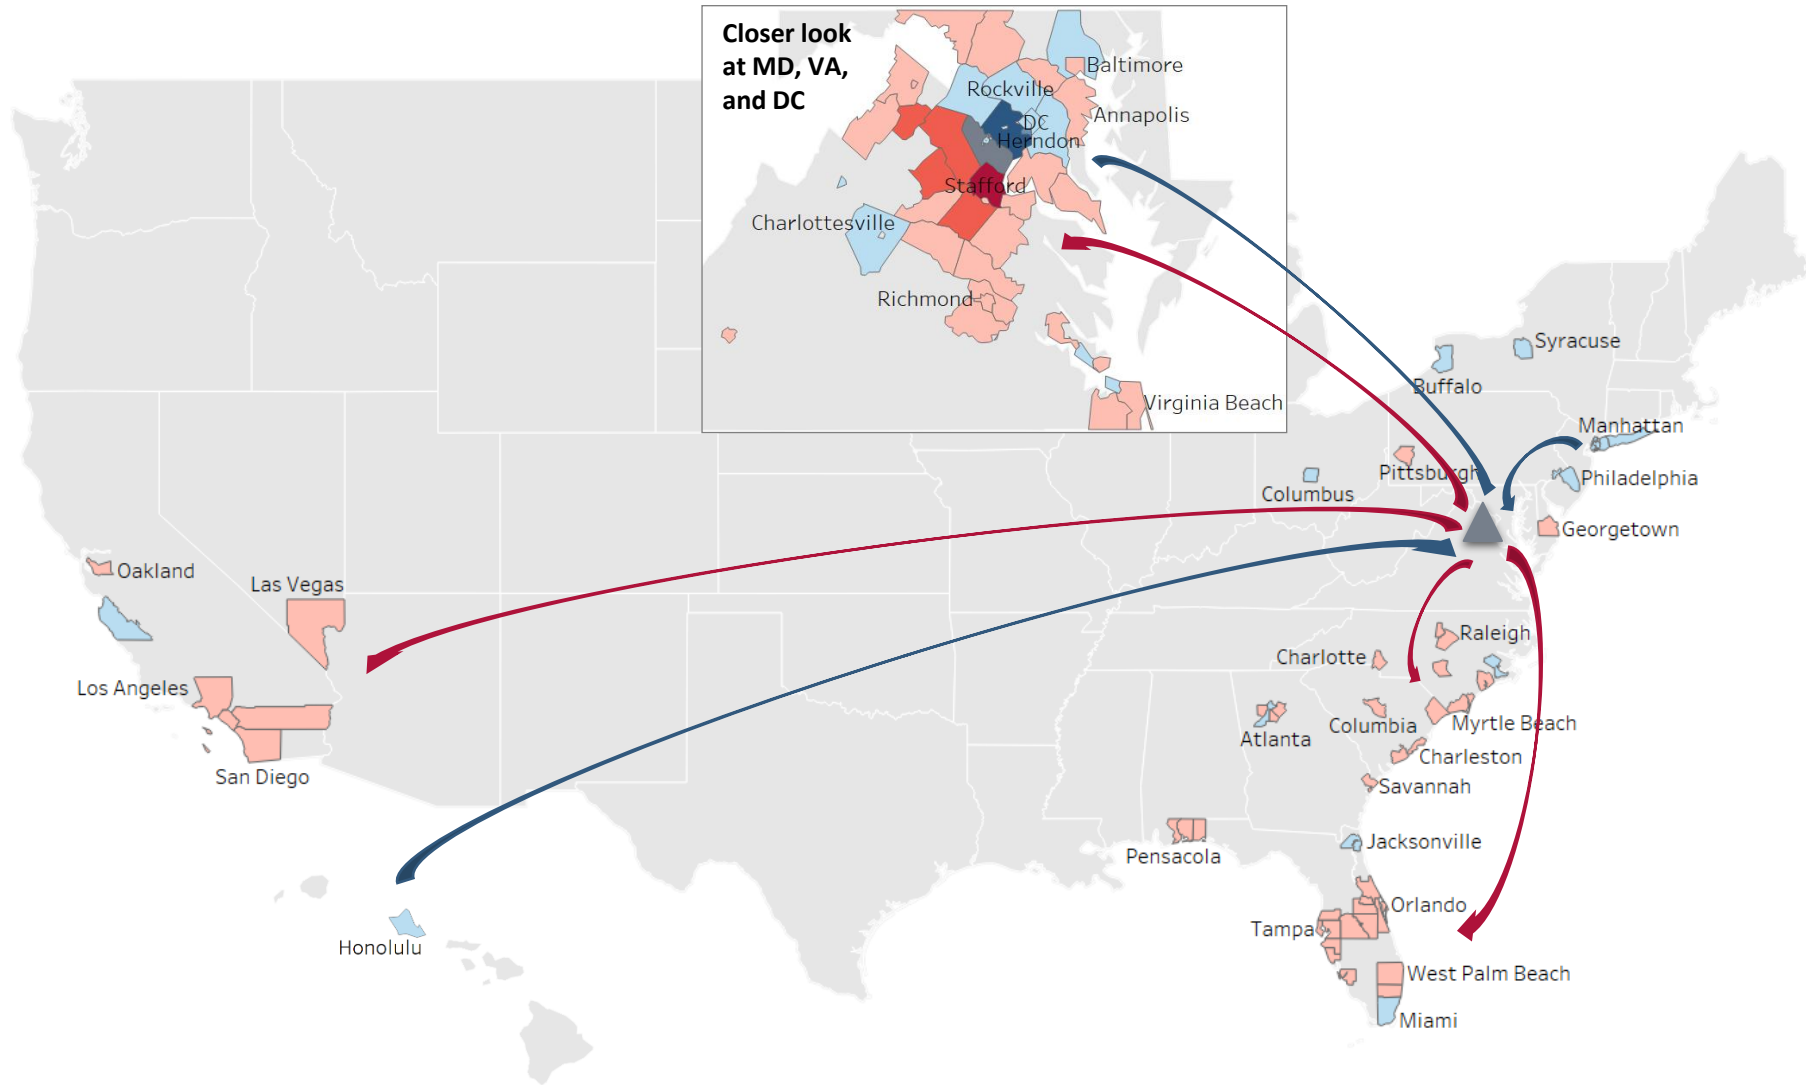 Closer look
at MD, VA,
and DC
Baltimore
Rockville
Annapolis
DC
Herndon
Stafford
Charlottesville
Richmond
Virginia Beach
Syracuse
Buffalo
Manhattan
Pittsburgh
Philadelphia
Columbus
Georgetown
Oakland
Las Vegas
Raleigh
Charlotte
Los Angeles
Columbia
Myrtle Beach
Atlanta
Charleston
San Diego
Savannah
Jacksonville
Pensacola
Orlando
Tampa
Honolulu
West Palm Beach
Miami